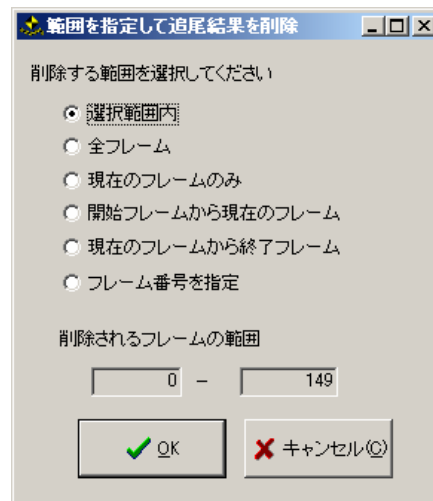 範囲を指定して追尾結果を削除
削除する範囲を選択してください
選択範囲内
全フレーム
現在のフレームのみ
開始フレームから現在のフレーム
現在のフレームから終了フレーム
フレーム番号を指定
削除されるフレームの範囲
0 - 149
OK キャンセル(C)